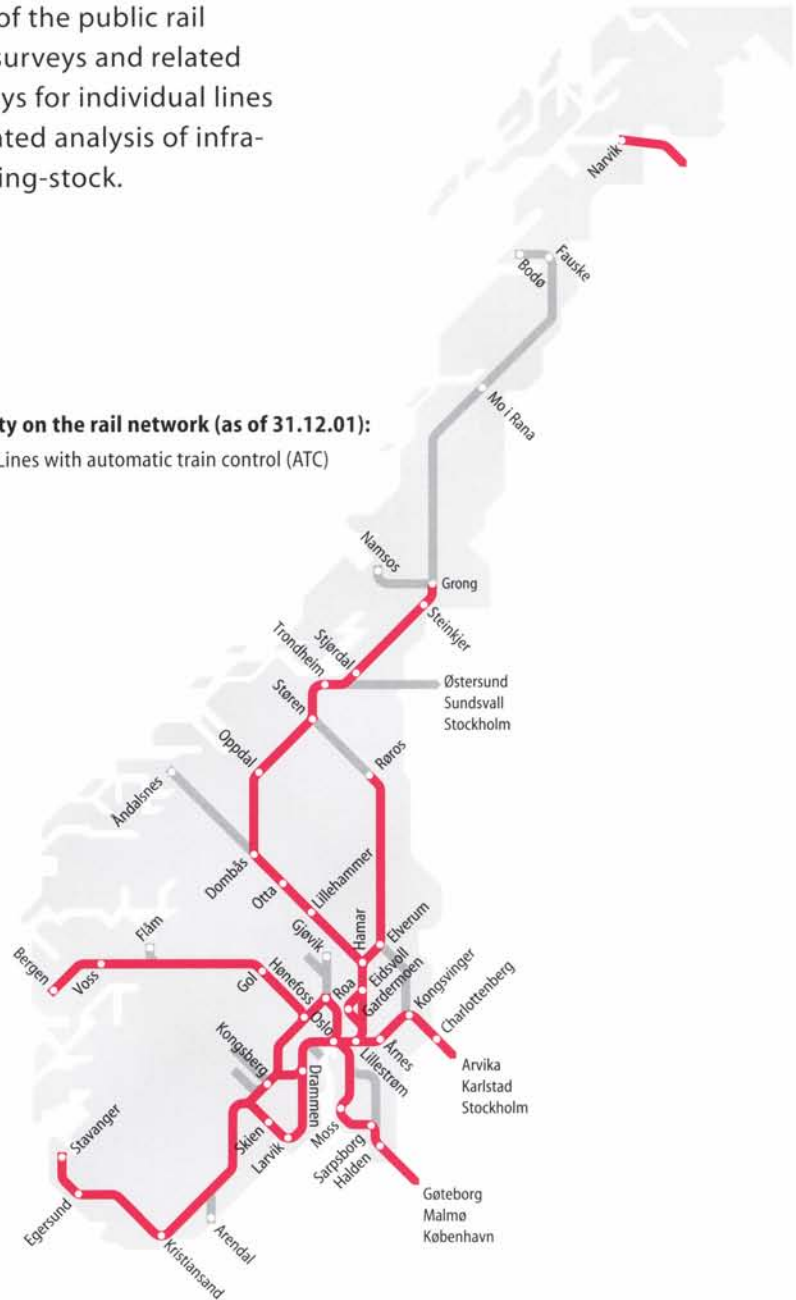 of the public rail
surveys and related
ys for individual lines
ated analysis of infra-
ing-stock.
Narvik
Fauske
Bodø
Mo i Rana
ty on the rail network (as of 31.12.01):
Lines with automatic train control (ATC)
Namsos
Grong
Steinkjer
Stjørdal
Trondheim
Østersund
Sundsvall
Stockholm
Støren
Oppdal
Røros
Åndalsnes
Dombås
Otta
Lillehammer
Hamar
Elverum
Gjøvik
Flåm
Bergen
Voss
Gol
Hønefoss
Roa
Eidsvoll
Gardermoen
Kongsvinger
Charlottenberg
Oslo
Årnes
Lillestrøm
Arvika
Karlstad
Stockholm
Kongsberg
Drammen
Skien
Larvik
Moss
Sarpsborg
Halden
Stavanger
Egersund
Kristiansand
Arendal
Gøteborg
Malmø
København